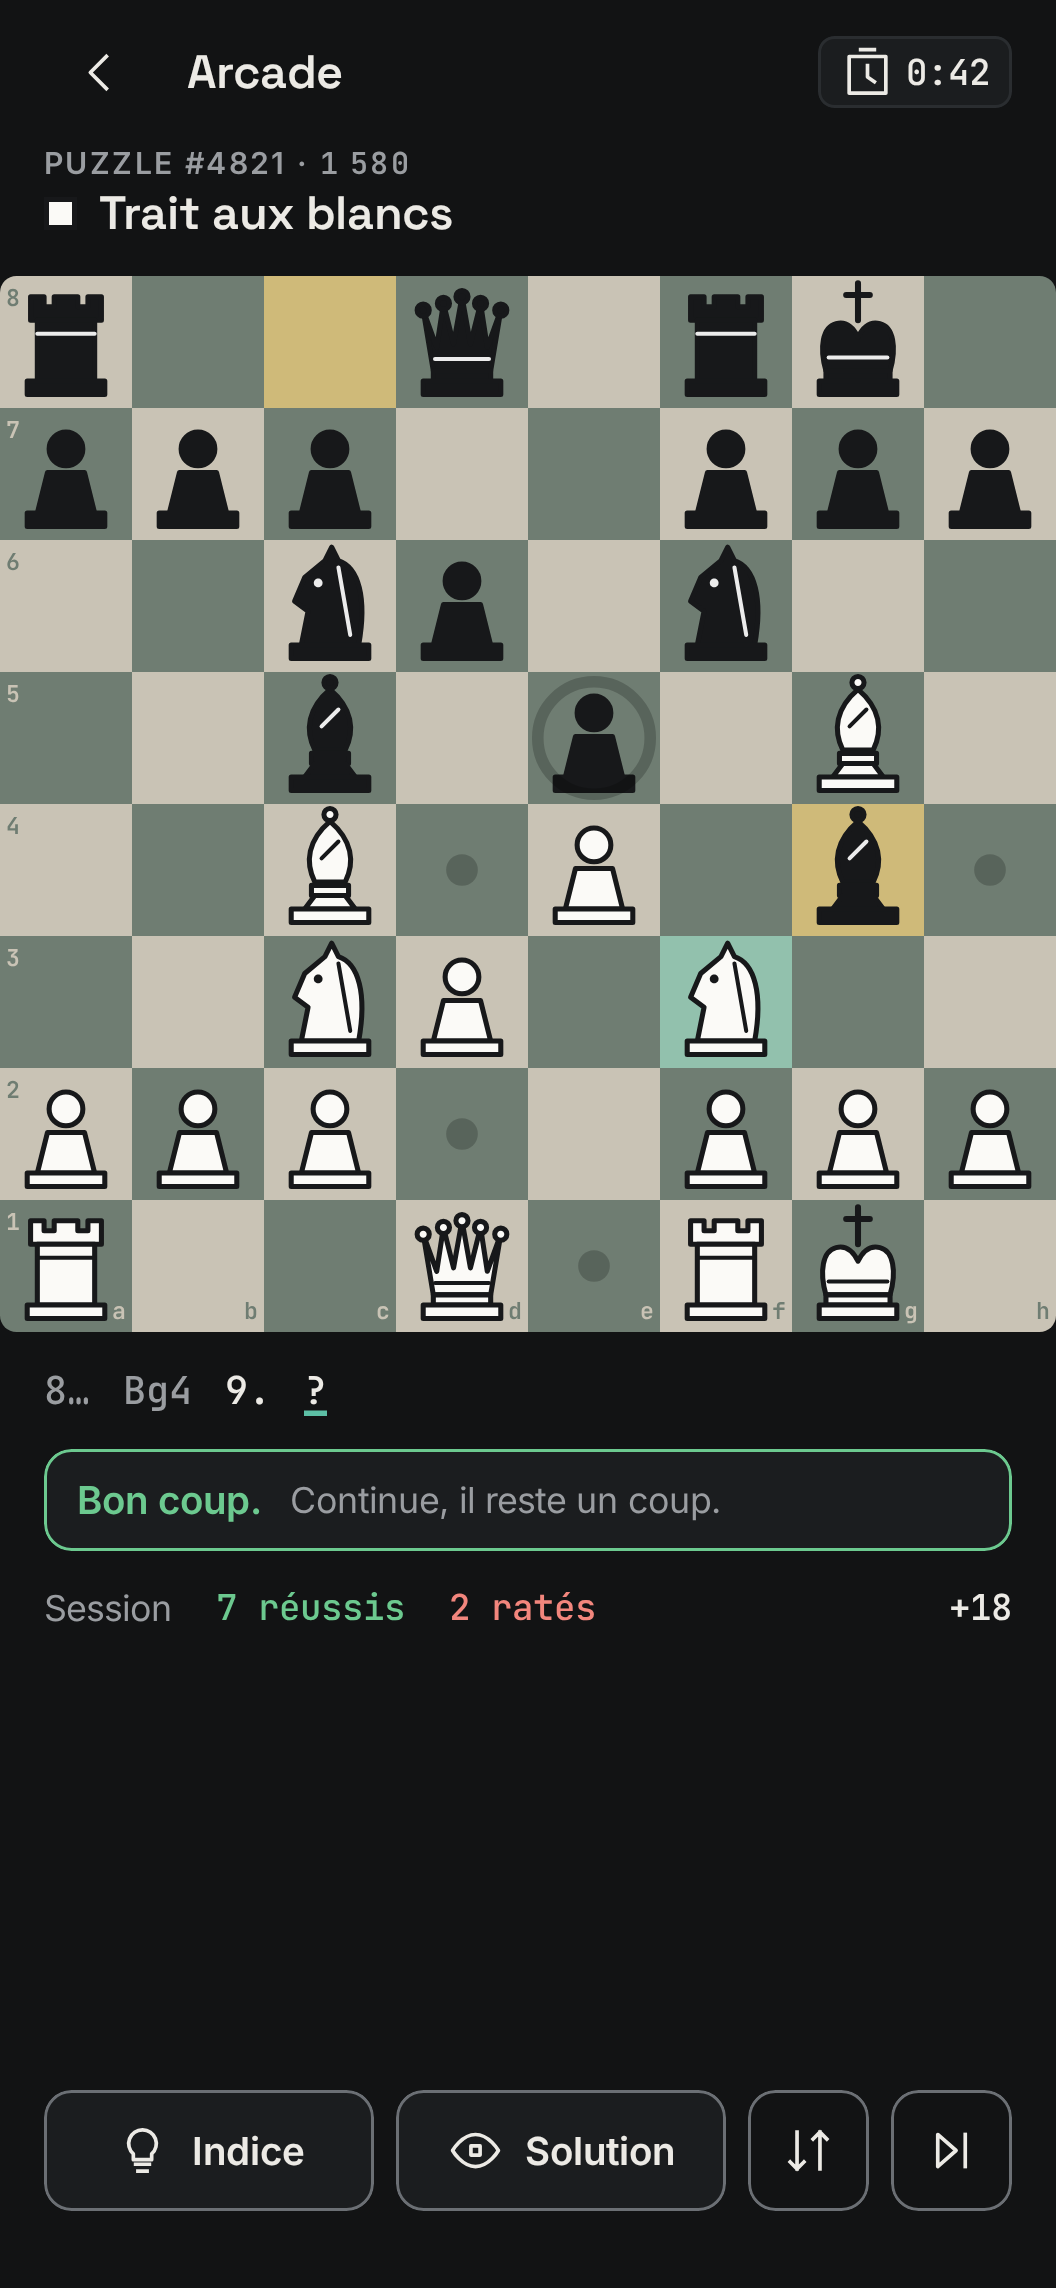 Arcade
0:42
PUZZLE #4821 · 1 580
Trait aux blancs
8
7
6
5
4
3
2
1
a b c d e f g h
8… Bg4 9. ?
Bon coup. Continue, il reste un coup.
Session 7 réussis 2 ratés +18
Indice Solution